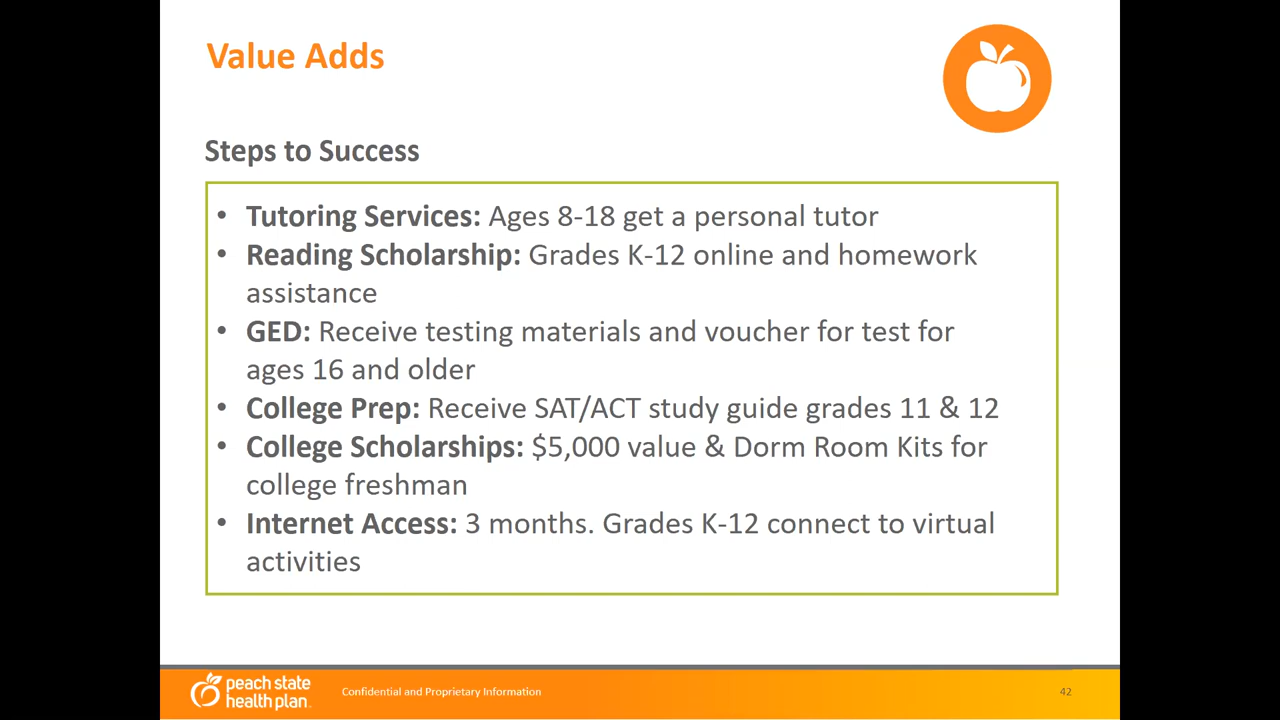 Value Adds
Steps to Success
• Tutoring Services: Ages 8-18 get a personal tutor
• Reading Scholarship: Grades K-12 online and homework
assistance
• GED: Receive testing materials and voucher for test for
ages 16 and older
• College Prep: Receive SAT/ACT study guide grades 11 & 12
• College Scholarships: $5,000 value & Dorm Room Kits for
college freshman
• Internet Access: 3 months. Grades K-12 connect to virtual
activities
peach state
health plan.
Confidential and Proprietary Information
42